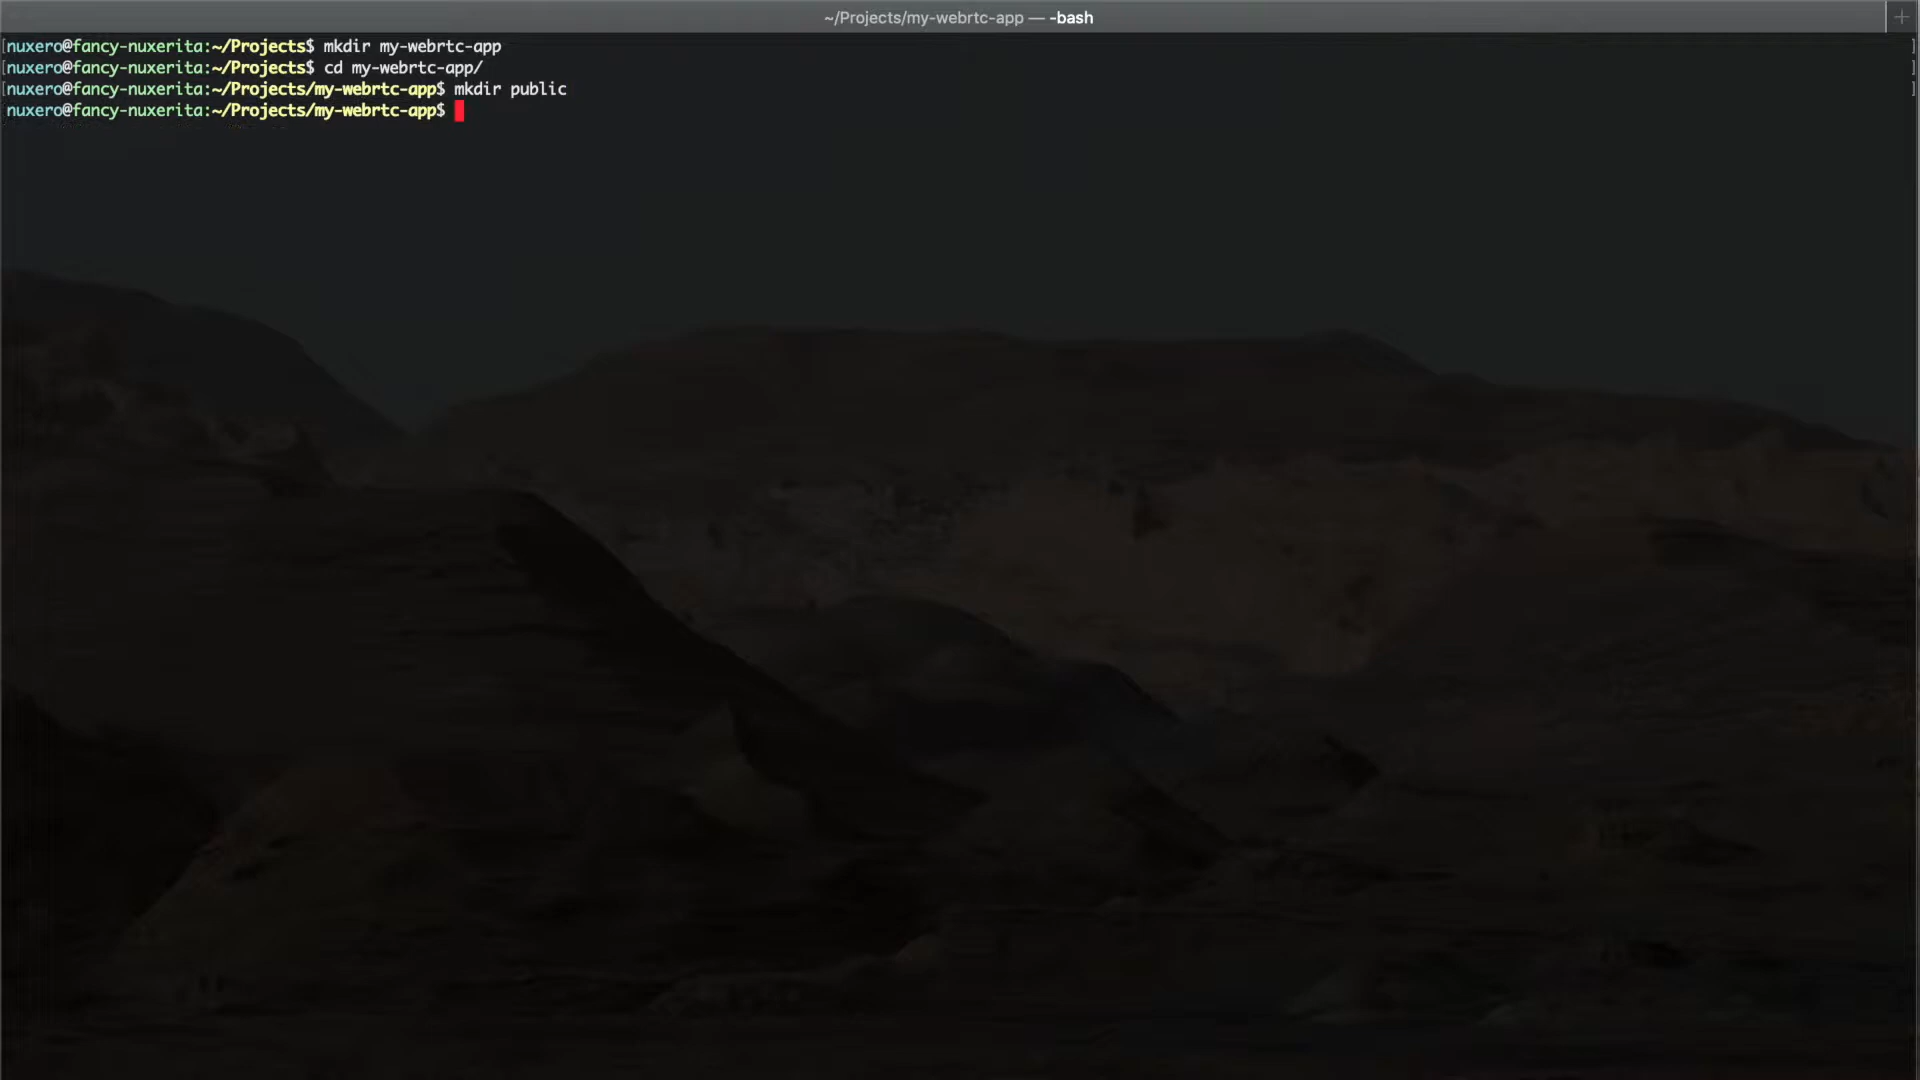 ~/Projects/my-webrtc-app — -bash
[nuxero@fancy-nuxerita:~/Projects$ mkdir my-webrtc-app ]
[nuxero@fancy-nuxerita:~/Projects$ cd my-webrtc-app/ ]
[nuxero@fancy-nuxerita:~/Projects/my-webrtc-app$ mkdir public ]
nuxero@fancy-nuxerita:~/Projects/my-webrtc-app$